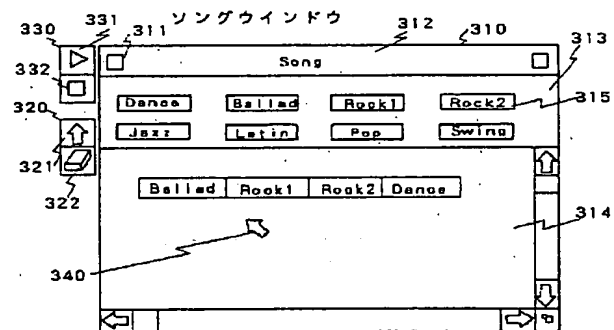 ソングウインドウ
330 331 311 312 310
332 Song 313
320 Dance Ballad Rock1 Rock2 315
321 Jazz Latin Pop Swing
322
Ballad Rock1 Rock2 Dance
314
340